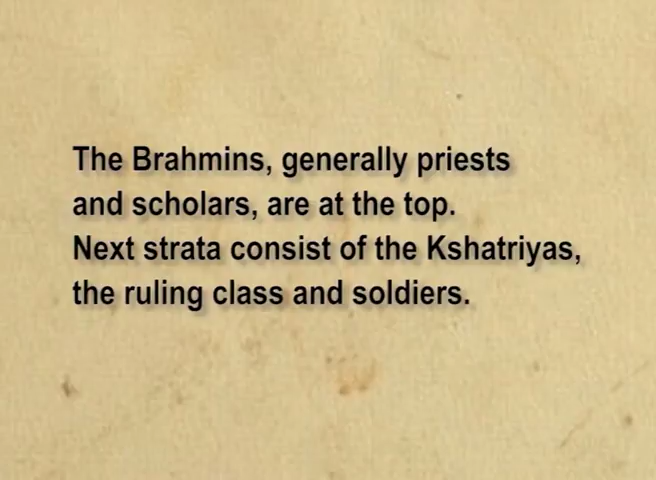 The Brahmins, generally priests
and scholars, are at the top.
Next strata consist of the Kshatriyas,
the ruling class and soldiers.